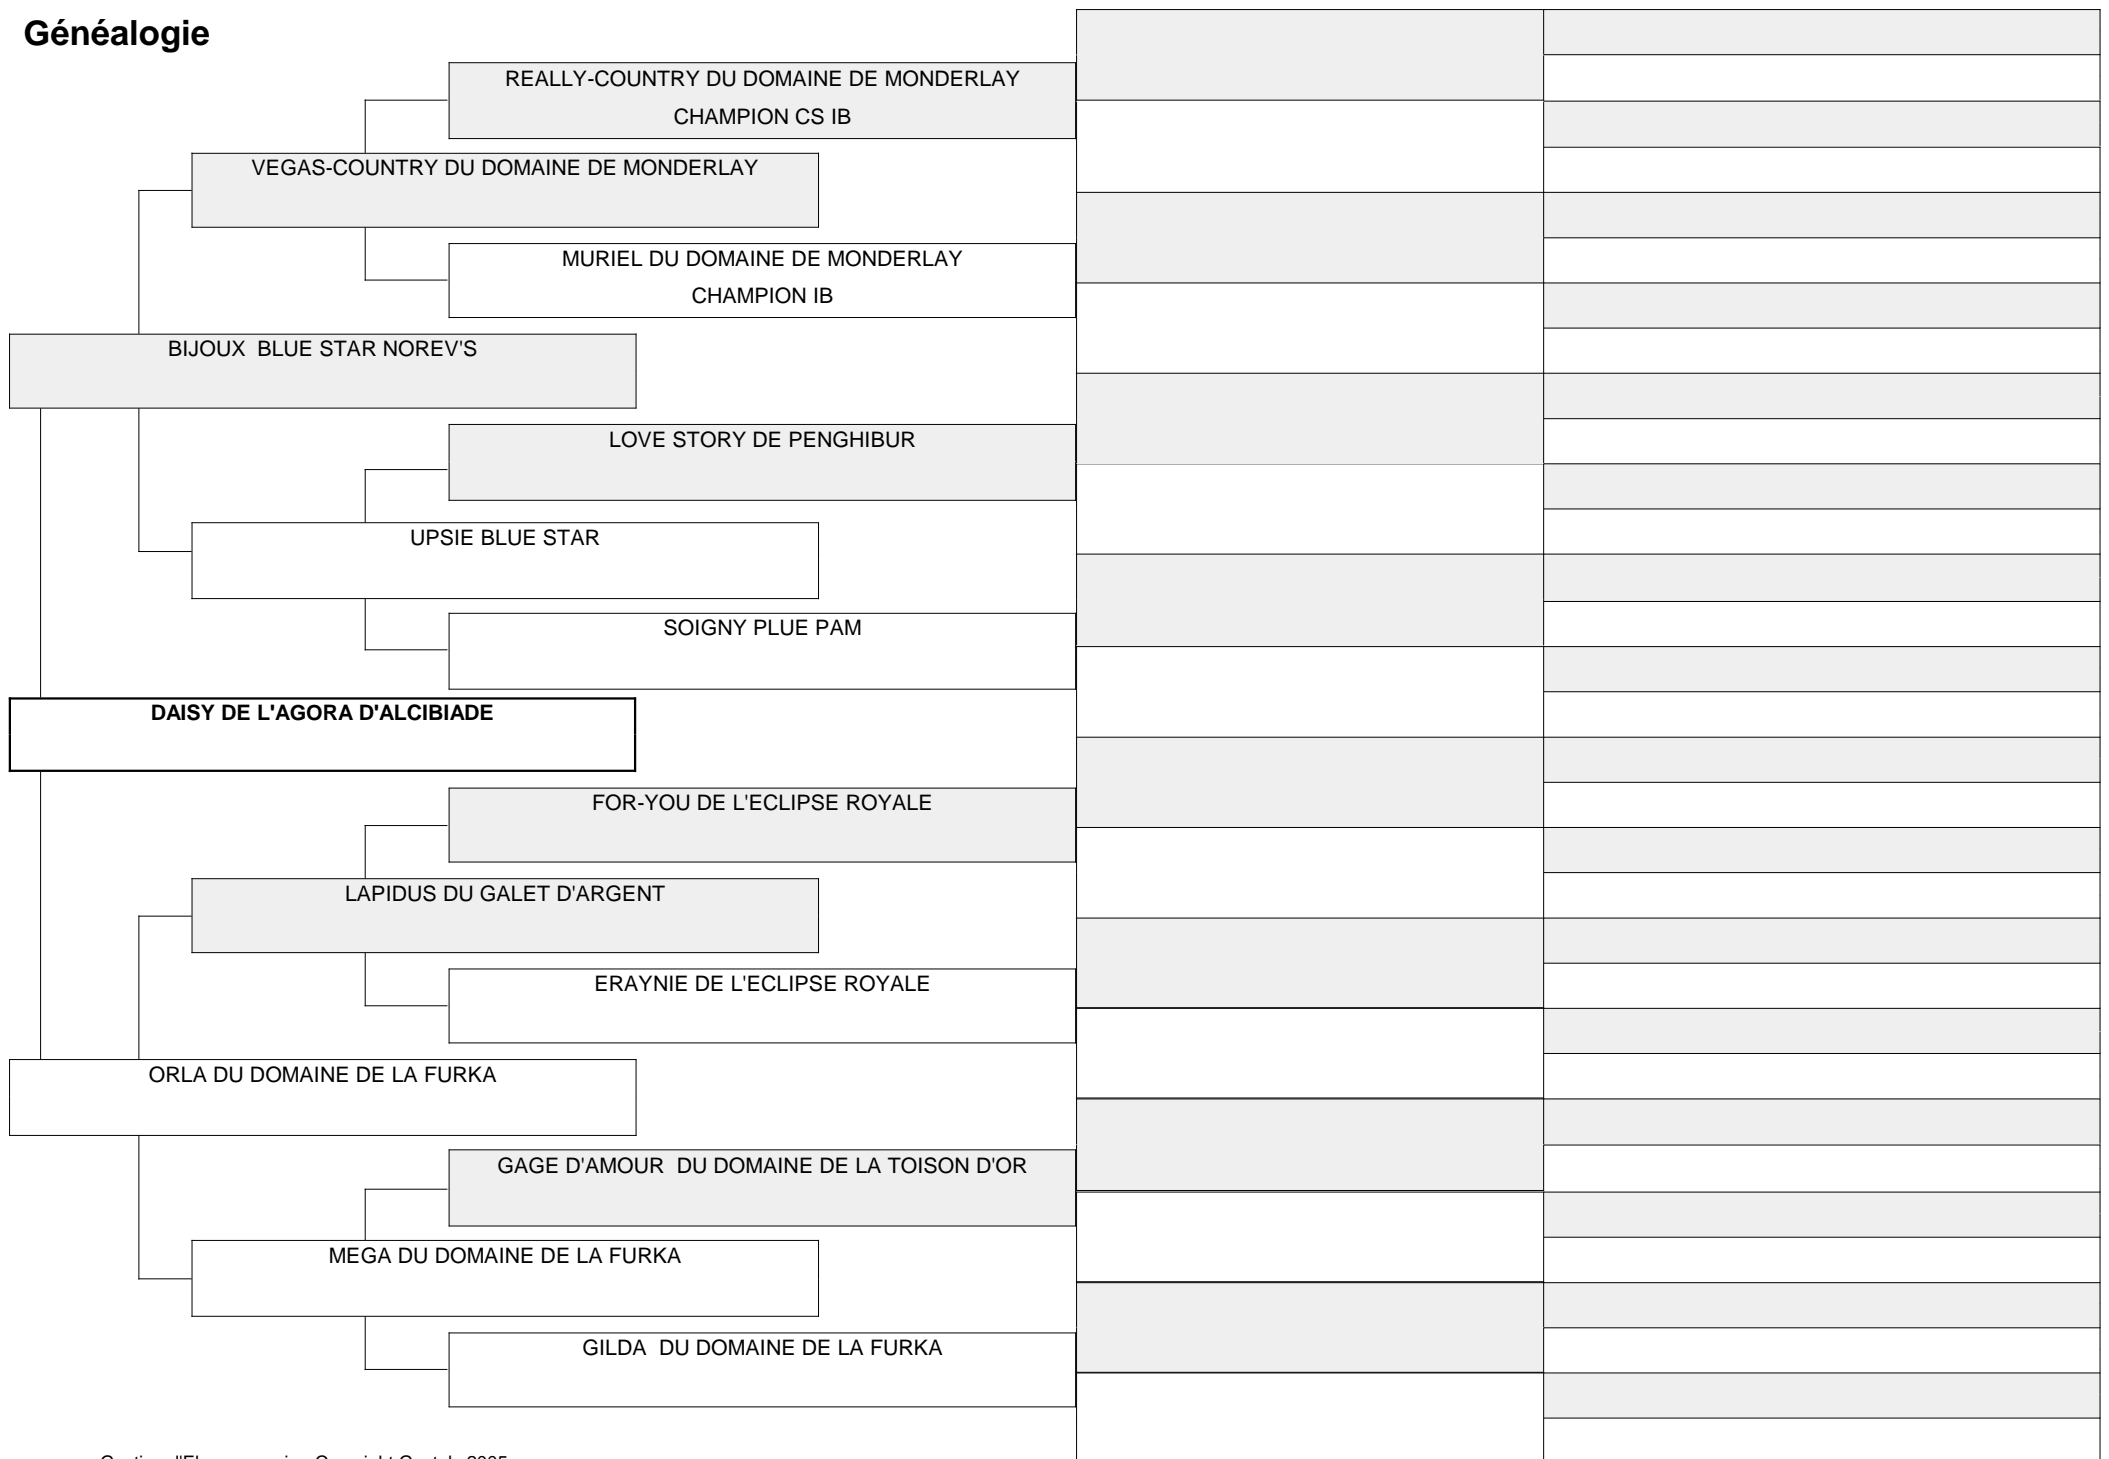 Généalogie
REALLY-COUNTRY DU DOMAINE DE MONDERLAY
CHAMPION CS IB
VEGAS-COUNTRY DU DOMAINE DE MONDERLAY
MURIEL DU DOMAINE DE MONDERLAY
CHAMPION IB
BIJOUX BLUE STAR NOREV'S
LOVE STORY DE PENGHIBUR
UPSIE BLUE STAR
SOIGNY PLUE PAM
DAISY DE L'AGORA D'ALCIBIADE
FOR-YOU DE L'ECLIPSE ROYALE
LAPIDUS DU GALET D'ARGENT
ERAYNIE DE L'ECLIPSE ROYALE
ORLA DU DOMAINE DE LA FURKA
GAGE D'AMOUR DU DOMAINE DE LA TOISON D'OR
MEGA DU DOMAINE DE LA FURKA
GILDA DU DOMAINE DE LA FURKA